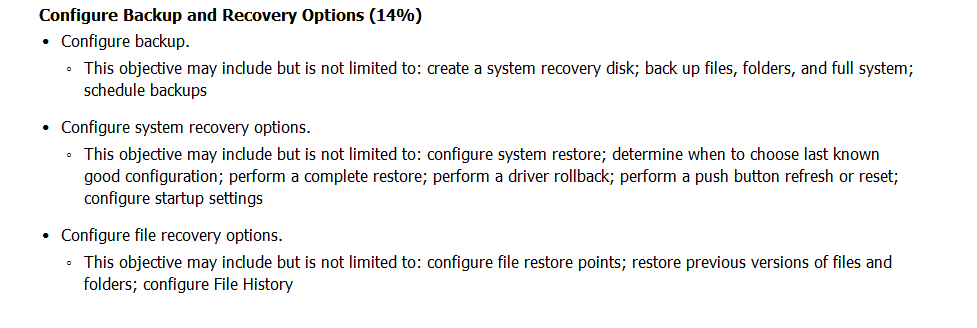 Configure Backup and Recovery Options (14%)
• Configure backup.
◦ This objective may include but is not limited to: create a system recovery disk; back up files, folders, and full system;
schedule backups
• Configure system recovery options.
◦ This objective may include but is not limited to: configure system restore; determine when to choose last known
good configuration; perform a complete restore; perform a driver rollback; perform a push button refresh or reset;
configure startup settings
• Configure file recovery options.
◦ This objective may include but is not limited to: configure file restore points; restore previous versions of files and
folders; configure File History